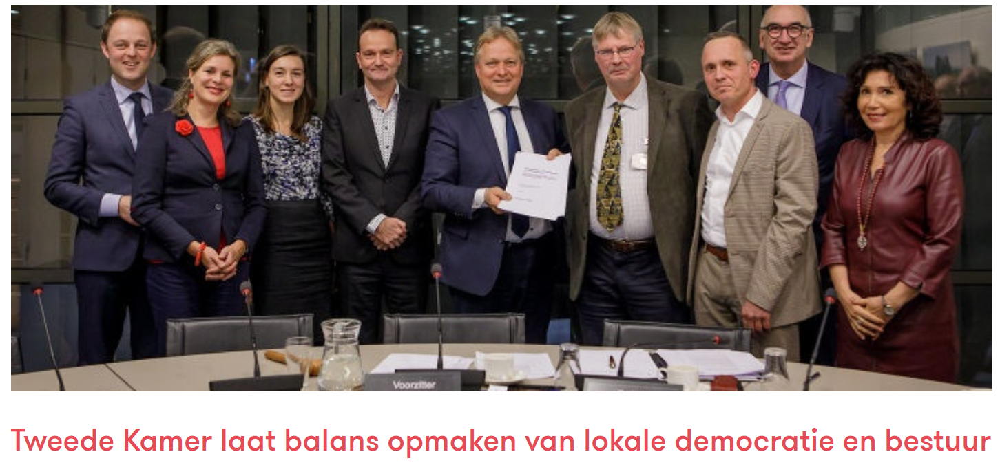 Voorzitter
Tweede Kamer laat balans opmaken van lokale democratie en bestuur